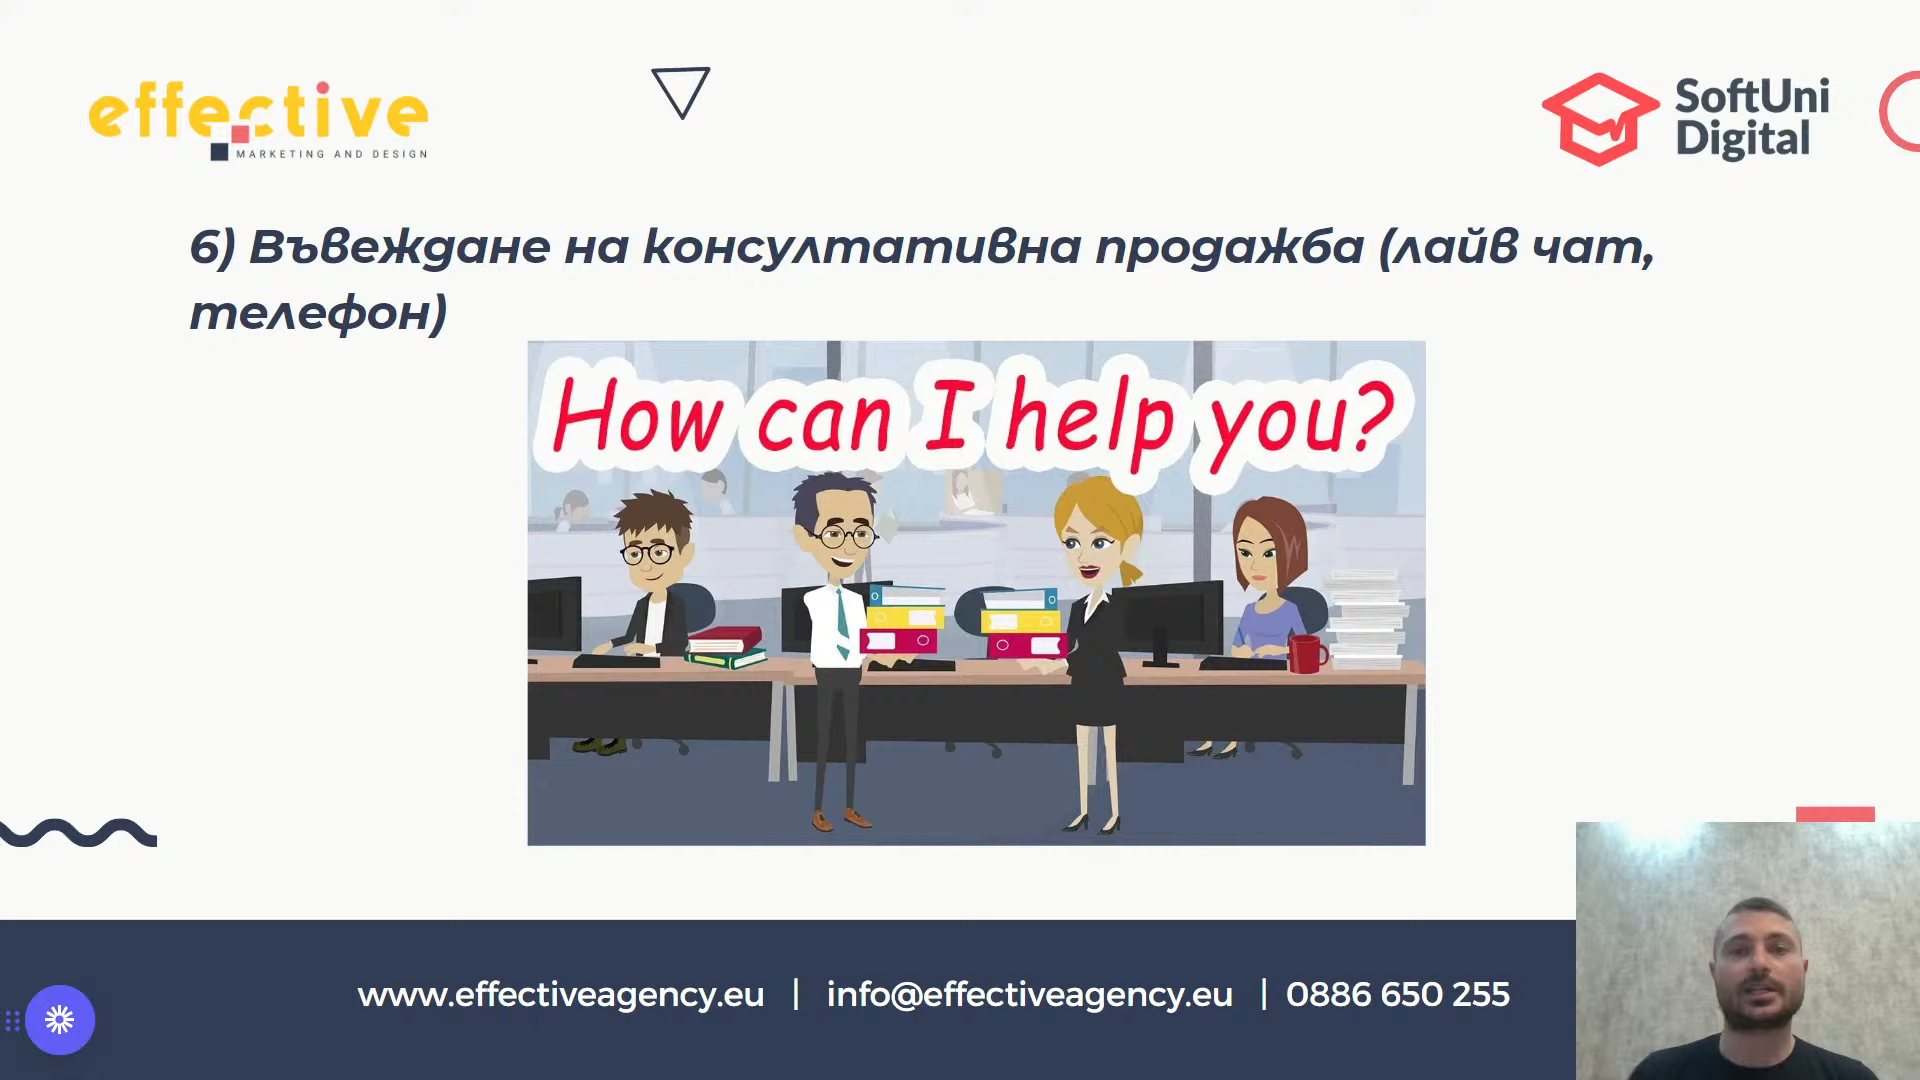 effective
MARKETING AND DESIGN
SoftUni
Digital
6) Въвеждане на консултативна продажба (лайв чат,
телефон)
How can I help you?
www.effectiveagency.eu | info@effectiveagency.eu | 0886 650 255